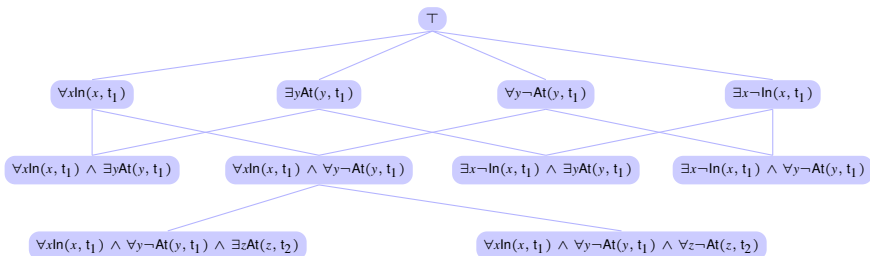 ⊤
∀xIn(x, t₁) ∃yAt(y, t₁) ∀y¬At(y, t₁) ∃x¬In(x, t₁)
∀xIn(x, t₁) ∧ ∃yAt(y, t₁) ∀xIn(x, t₁) ∧ ∀y¬At(y, t₁) ∃x¬In(x, t₁) ∧ ∃yAt(y, t₁) ∃x¬In(x, t₁) ∧ ∀y¬At(y, t₁)
∀xIn(x, t₁) ∧ ∀y¬At(y, t₁) ∧ ∃zAt(z, t₂) ∀xIn(x, t₁) ∧ ∀y¬At(y, t₁) ∧ ∀z¬At(z, t₂)